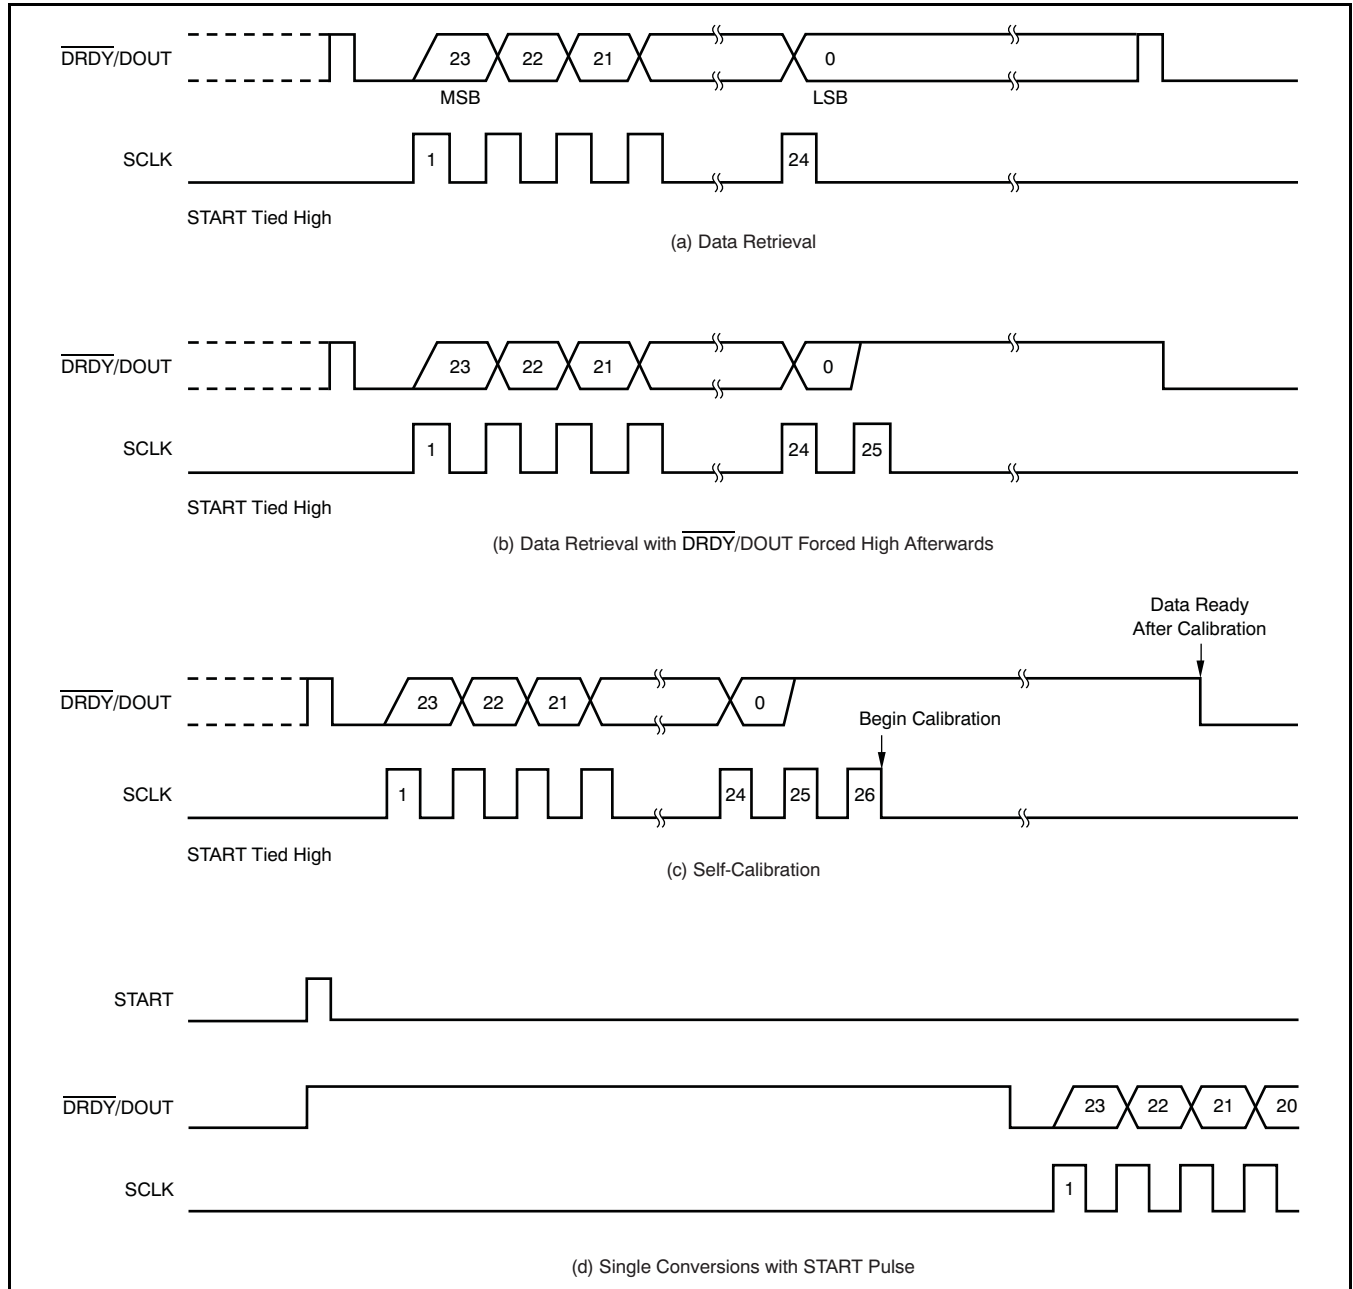 DRDY/DOUT 23 22 21 0
MSB LSB
SCLK 1 24
START Tied High
(a) Data Retrieval
DRDY/DOUT 23 22 21 0
SCLK 1 24 25
START Tied High
(b) Data Retrieval with DRDY/DOUT Forced High Afterwards
Data Ready
After Calibration
DRDY/DOUT 23 22 21 0
Begin Calibration
SCLK 1 24 25 26
START Tied High
(c) Self-Calibration
START
DRDY/DOUT 23 22 21 20
SCLK 1
(d) Single Conversions with START Pulse